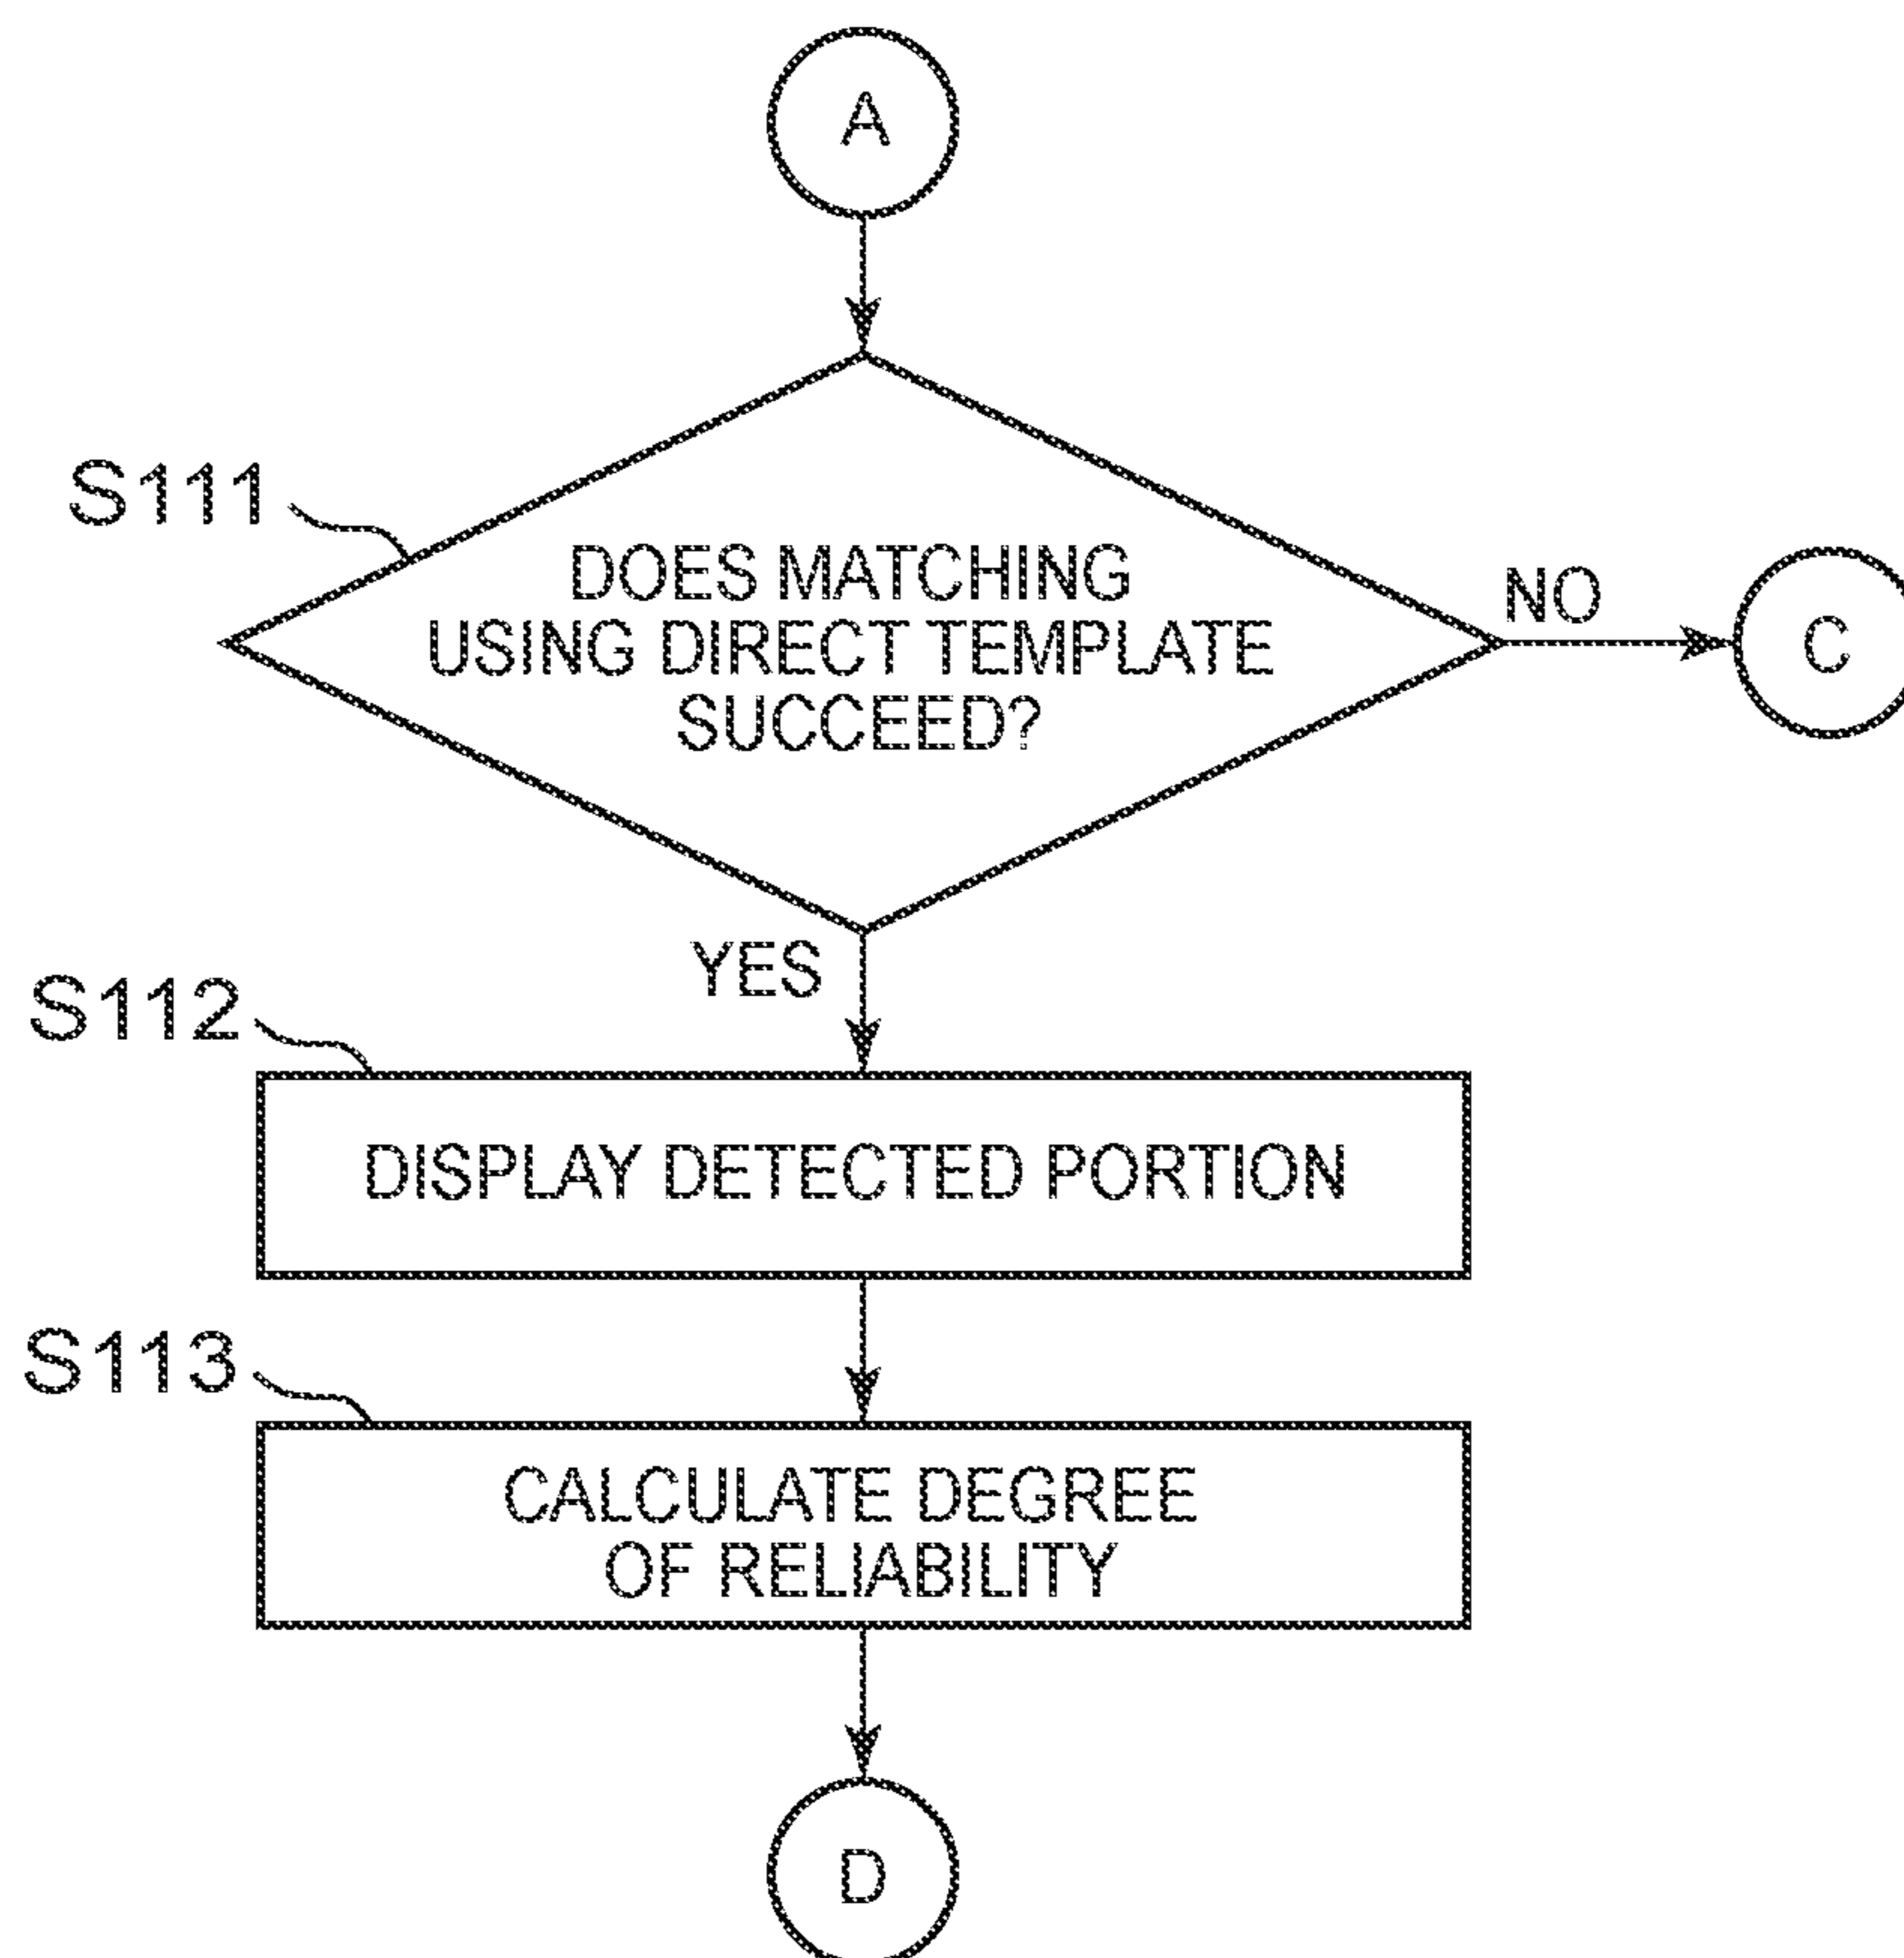 A
S111
DOES MATCHING
USING DIRECT TEMPLATE
SUCCEED?
NO
C
YES
S112
DISPLAY DETECTED PORTION
S113
CALCULATE DEGREE
OF RELIABILITY
D